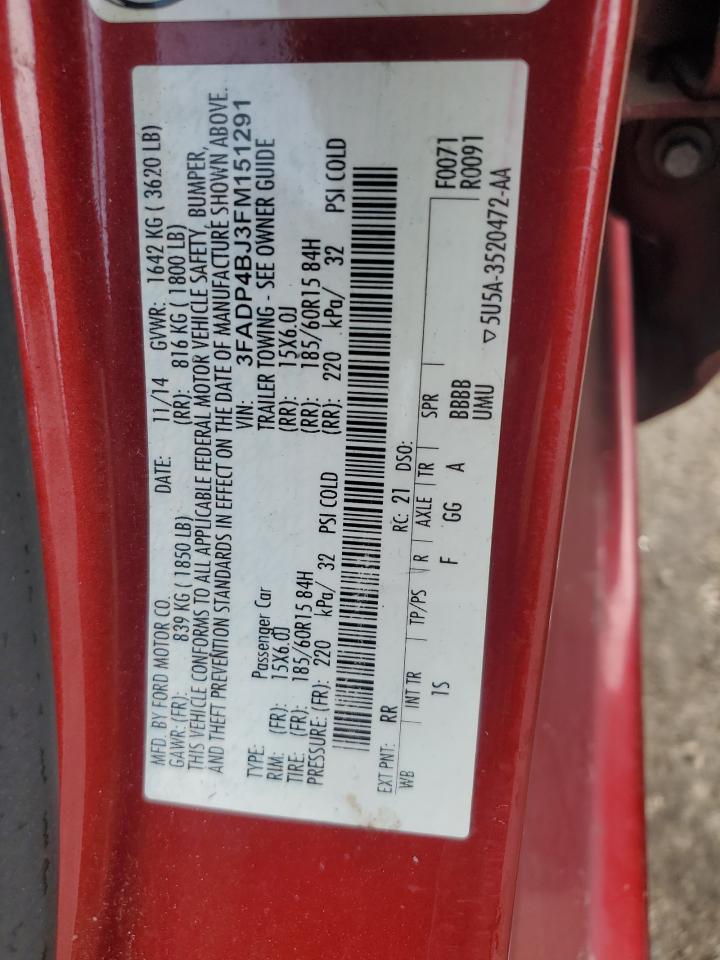 MFD. BY FORD MOTOR CO.
DATE: 11/14 GVWR: 1642 KG ( 3620 LB)
GAWR: (FR): 839 KG (1850 LB) (RR): 816 KG ( 1800 LB)
THIS VEHICLE CONFORMS TO ALL APPLICABLE FEDERAL MOTOR VEHICLE SAFETY, BUMPER,
AND THEFT PREVENTION STANDARDS IN EFFECT ON THE DATE OF MANUFACTURE SHOWN ABOVE.
VIN: 3FADP4BJ3FM151291
TYPE: Passenger Car TRAILER TOWING - SEE OWNER GUIDE
RIM: (FR): 15X6.0J (RR): 15X6.0J
TIRE: (FR): 185/60R15 84H (RR): 185/60R15 84H
PRESSURE: (FR): 220 kPa/ 32 PSI COLD (RR): 220 kPa/ 32 PSI COLD
EXT PNT: RR RC: 21 DSO: F0071
WB INT TR TP/PS R AXLE TR SPR R0091
1S F GG A BBBB
UMU
5U5A-3520472-AA